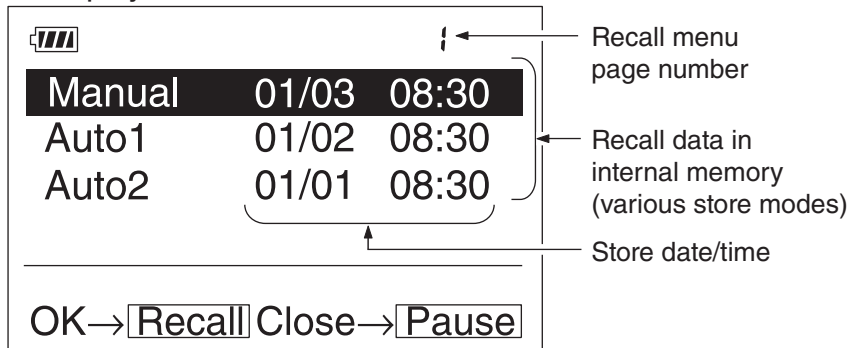 1
Recall menu
page number
Manual 01/03 08:30
Auto1 01/02 08:30
Auto2 01/01 08:30
Recall data in
internal memory
(various store modes)
Store date/time
OK→Recall Close→Pause